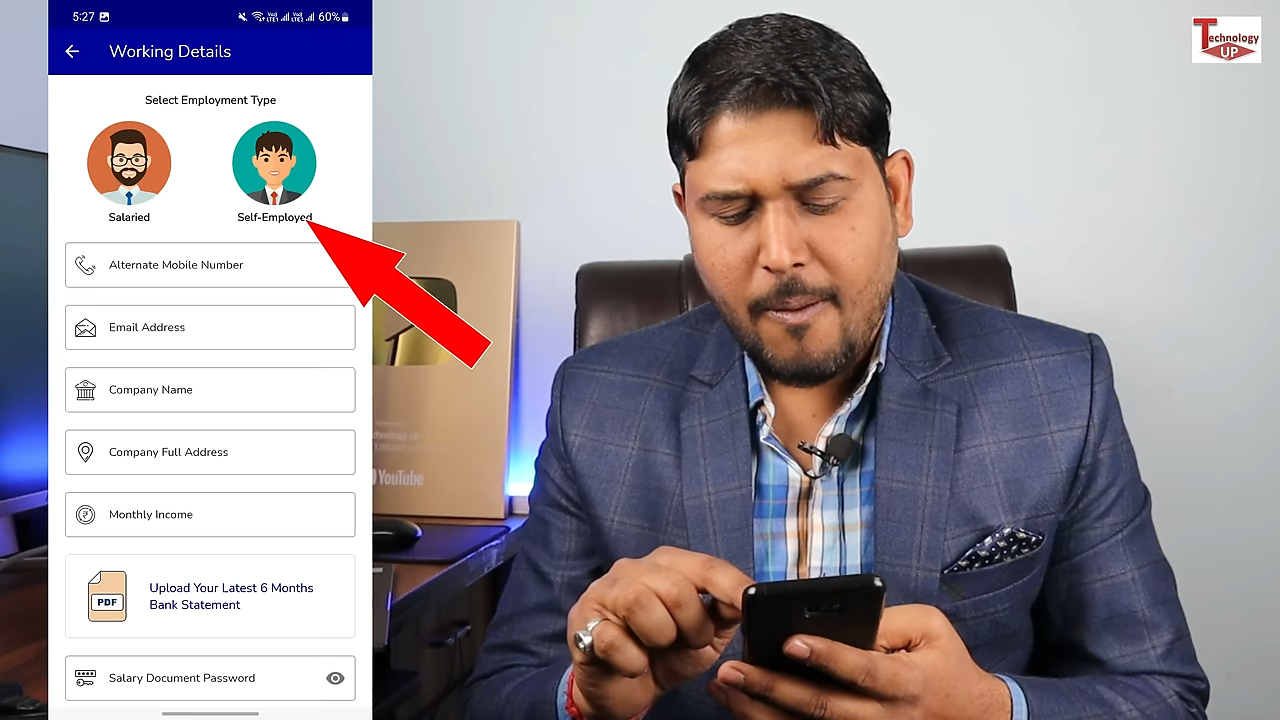 5:27
60%
Working Details
Select Employment Type
Salaried
Self-Employed
Alternate Mobile Number
Email Address
Company Name
Company Full Address
Monthly Income
PDF
Upload Your Latest 6 Months
Bank Statement
Salary Document Password
YouTube
Technology
UP